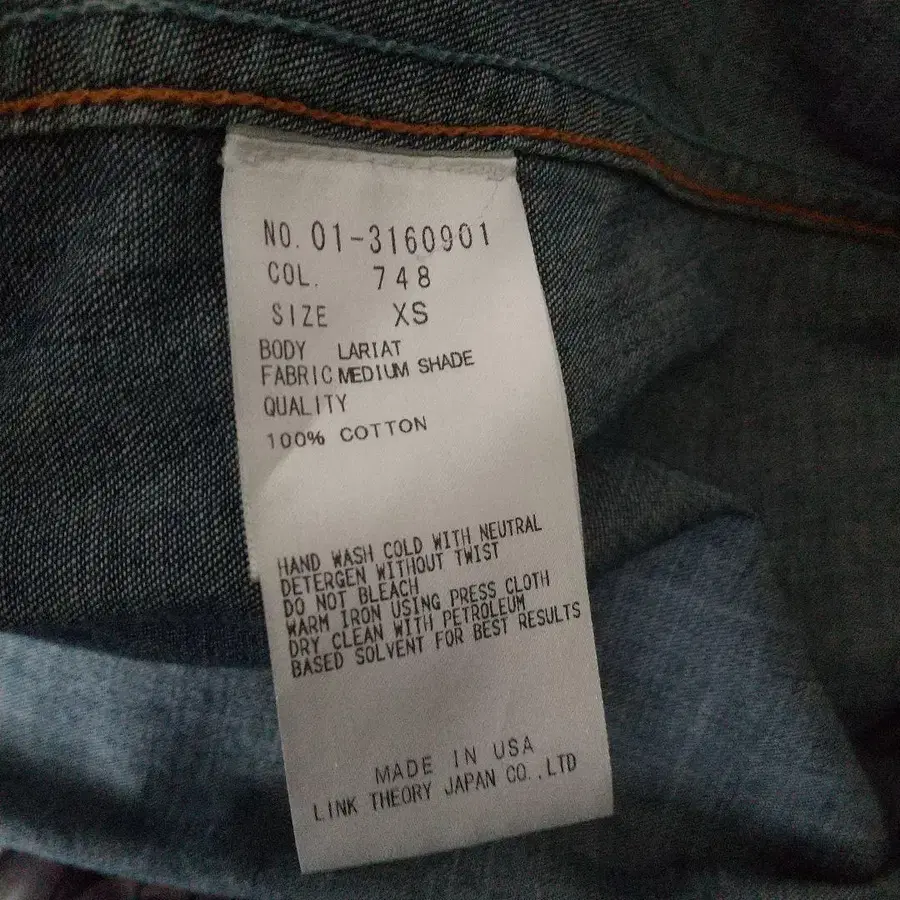 NO. 01-3160901
COL. 748
SIZE XS
BODY LARIAT
FABRIC MEDIUM SHADE
QUALITY
100% COTTON
HAND WASH COLD WITH NEUTRAL
DETERGEN WITHOUT TWIST
DO NOT BLEACH
WARM IRON USING PRESS CLOTH
DRY CLEAN WITH PETROLEUM
BASED SOLVENT FOR BEST RESULTS
MADE IN USA
LINK THEORY JAPAN CO.,LTD